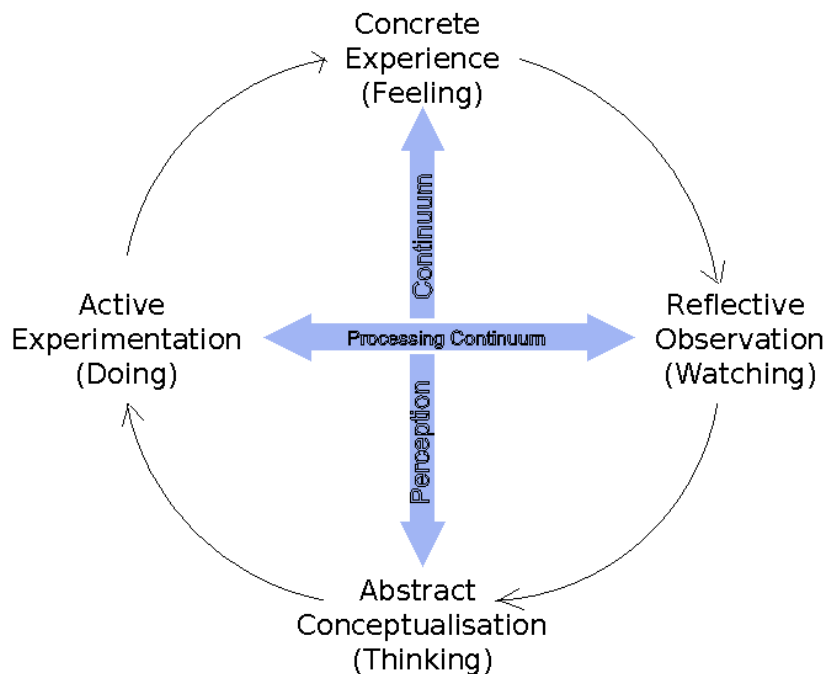 Concrete
Experience
(Feeling)
Continuum
Active
Experimentation
(Doing)
Processing Continuum
Reflective
Observation
(Watching)
Perception
Abstract
Conceptualisation
(Thinking)